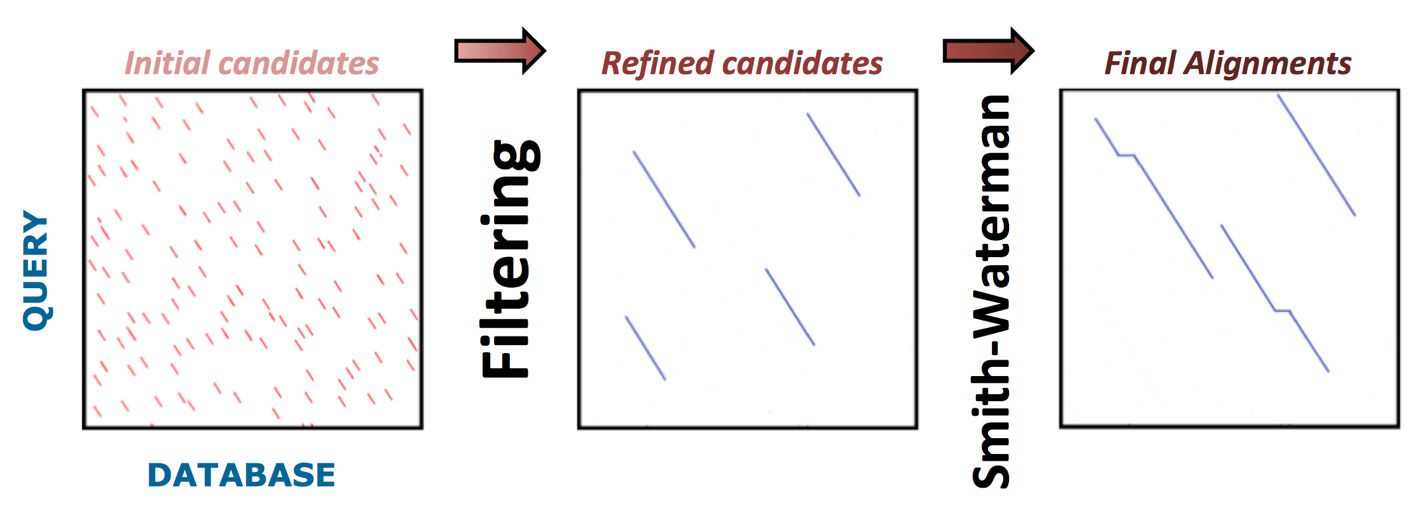 Initial candidates
Refined candidates
Final Alignments
QUERY
Filtering
Smith-Waterman
DATABASE